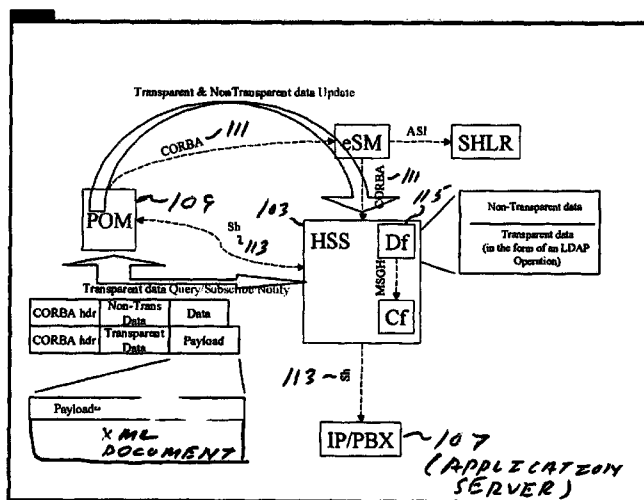 Transparent & NonTransparent data Update
CORBA
111
eSM
ASI
SHLR
CORBA
111
POM
109
103
115
HSS
Df
Non-Transparent data
Transparent data
(in the form of an LDAP
Operation)
Sh
113
MSGH
Cf
Transparent data Query/Subscribe Notify
CORBA hdr
Non-Trans
Data
Data
CORBA hdr
Transparent
Data
Payload
Payload=
XML
DOCUMENT
113
Sh
IP/PBX
107
(APPLICATION
SERVER)